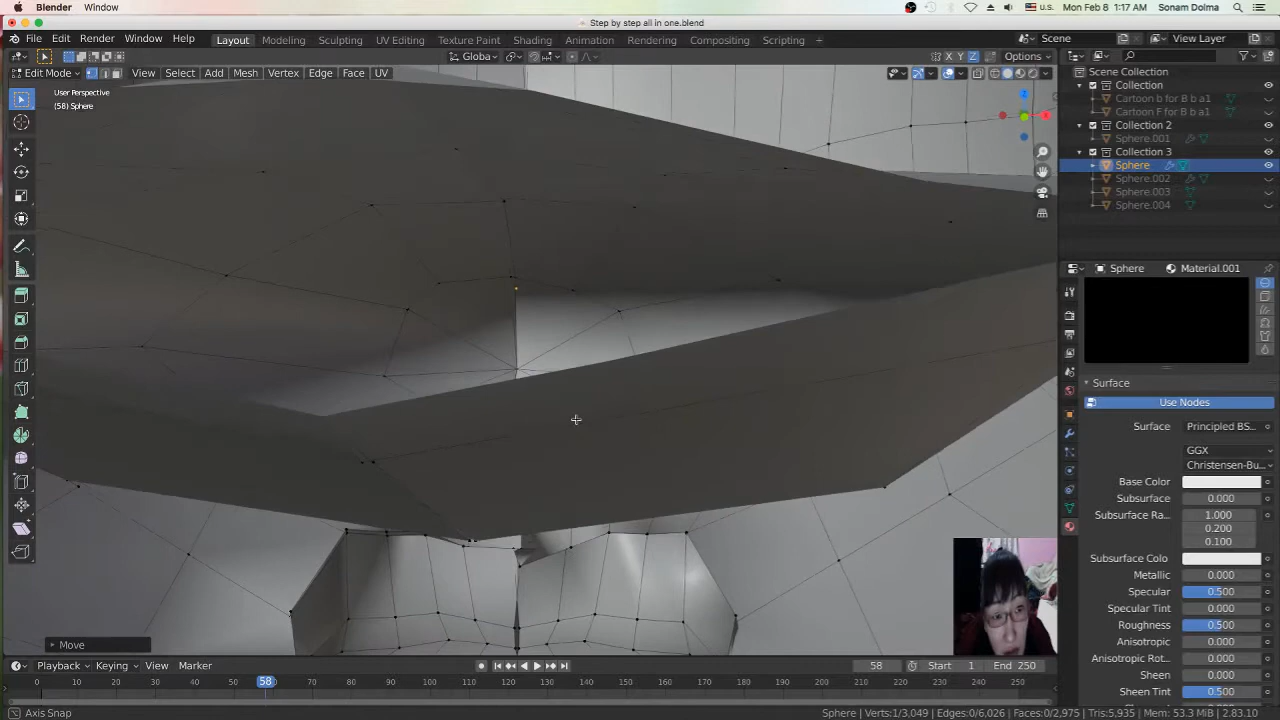 Blender Window
U.S. Mon Feb 8 1:17 AM Sonam Dolma
Step by step all in one.blend
File Edit Render Window Help
Layout Modeling Sculpting UV Editing Texture Paint Shading Animation Rendering Compositing Scripting +
Scene View Layer
Globa X Y Z Options
Edit Mode View Select Add Mesh Vertex Edge Face UV
User Perspective
(58) Sphere
Scene Collection
Collection
Cartoon b for B b a1
Cartoon F for B b a1
Collection 2
Sphere.001
Collection 3
Sphere
Sphere.002
Sphere.003
Sphere.004
Sphere Material.001
Surface
Use Nodes
Surface Principled BS...
GGX
Christensen-Bu...
Base Color
Subsurface 0.000
Subsurface Ra... 1.000
0.200
0.100
Subsurface Colo
Metallic 0.000
Specular 0.500
Specular Tint 0.000
Roughness 0.500
Anisotropic 0.000
Anisotropic Rot... 0.000
Sheen 0.000
Sheen Tint 0.500
Move
Playback Keying View Marker
58 Start 1 End 250
0 10 20 30 40 50 58 70 80 90 100 110 120 130 140 150 160 170 180 190 200 210 220 230 240 250
Axis Snap
Sphere | Verts:1/3,049 | Edges:0/6,026 | Faces:0/2,975 | Tris:5,935 | Mem: 53.3 MiB | 2.83.10